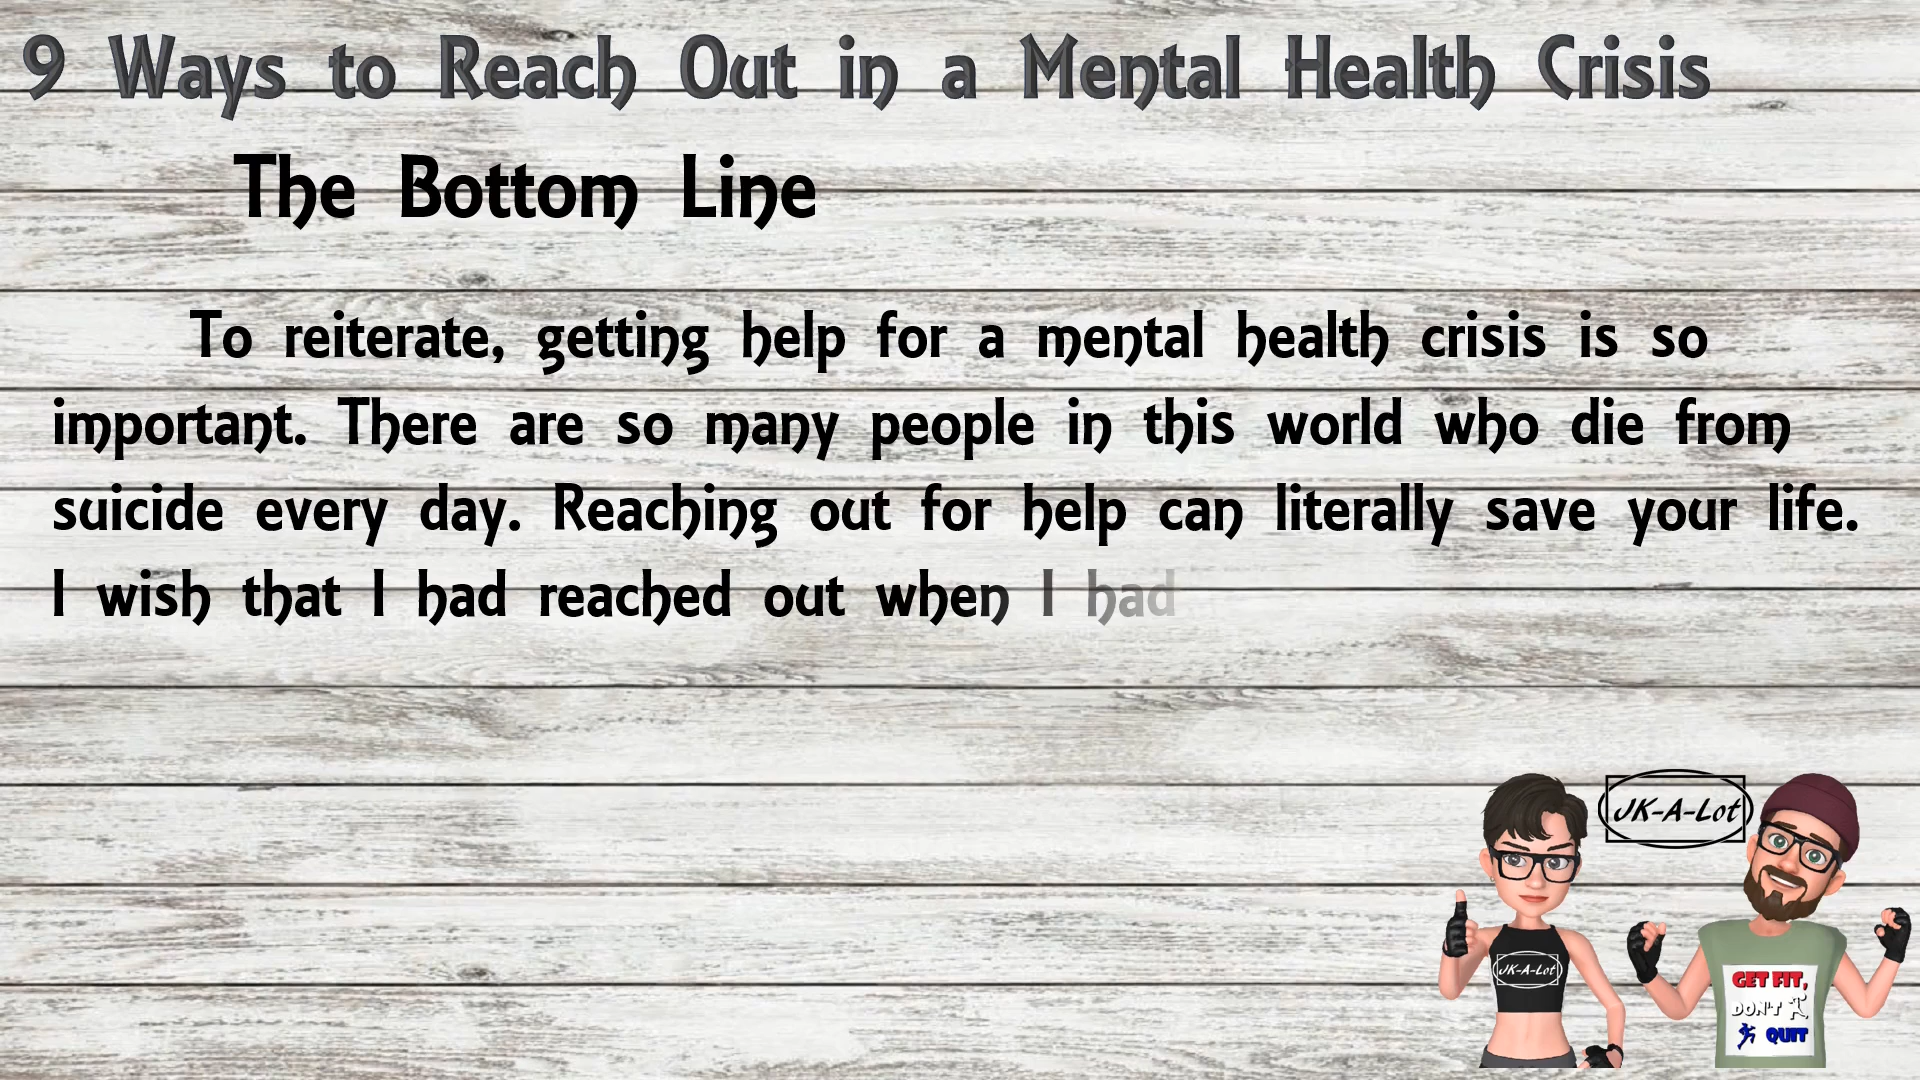 9 Ways to Reach Out in a Mental Health Crisis
The Bottom Line
To reiterate, getting help for a mental health crisis is so
important. There are so many people in this world who die from
suicide every day. Reaching out for help can literally save your life.
I wish that I had reached out when I had
JK-A-Lot
JK-A-Lot
GET FIT,
DON'T
QUIT